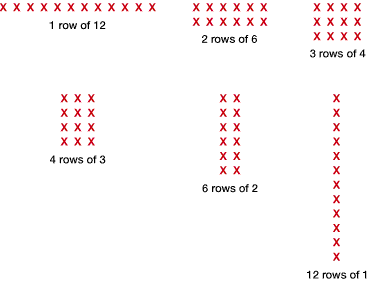 X X X X X X X X X X X X
1 row of 12
X X X X X X
X X X X X X
2 rows of 6
X X X X
X X X X
X X X X
3 rows of 4
X X X
X X X
X X X
X X X
4 rows of 3
X X
X X
X X
X X
X X
X X
6 rows of 2
X
X
X
X
X
X
X
X
X
X
X
X
12 rows of 1